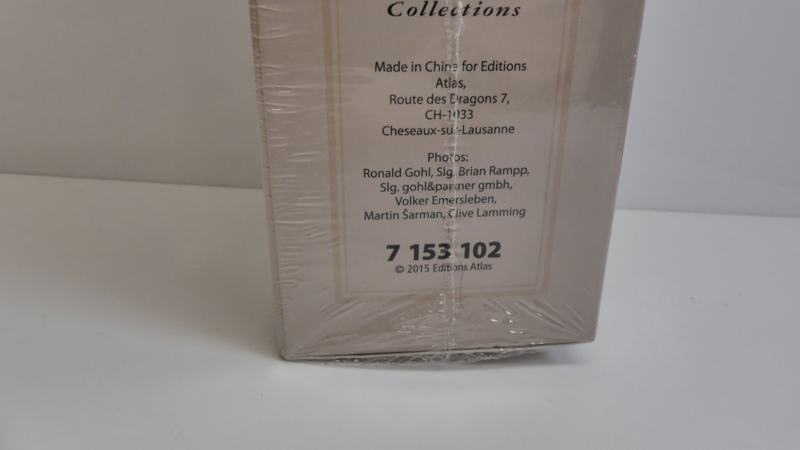 Collections
Made in China for Editions
Atlas,
Route des Dragons 7,
CH-1033
Cheseaux-sur-Lausanne
Photos:
Ronald Gohl, Slg. Brian Rampp,
Slg. gohl&partner gmbh,
Volker Emersleben,
Martin Šarman, Clive Lamming
7 153 102
© 2015 Editions Atlas